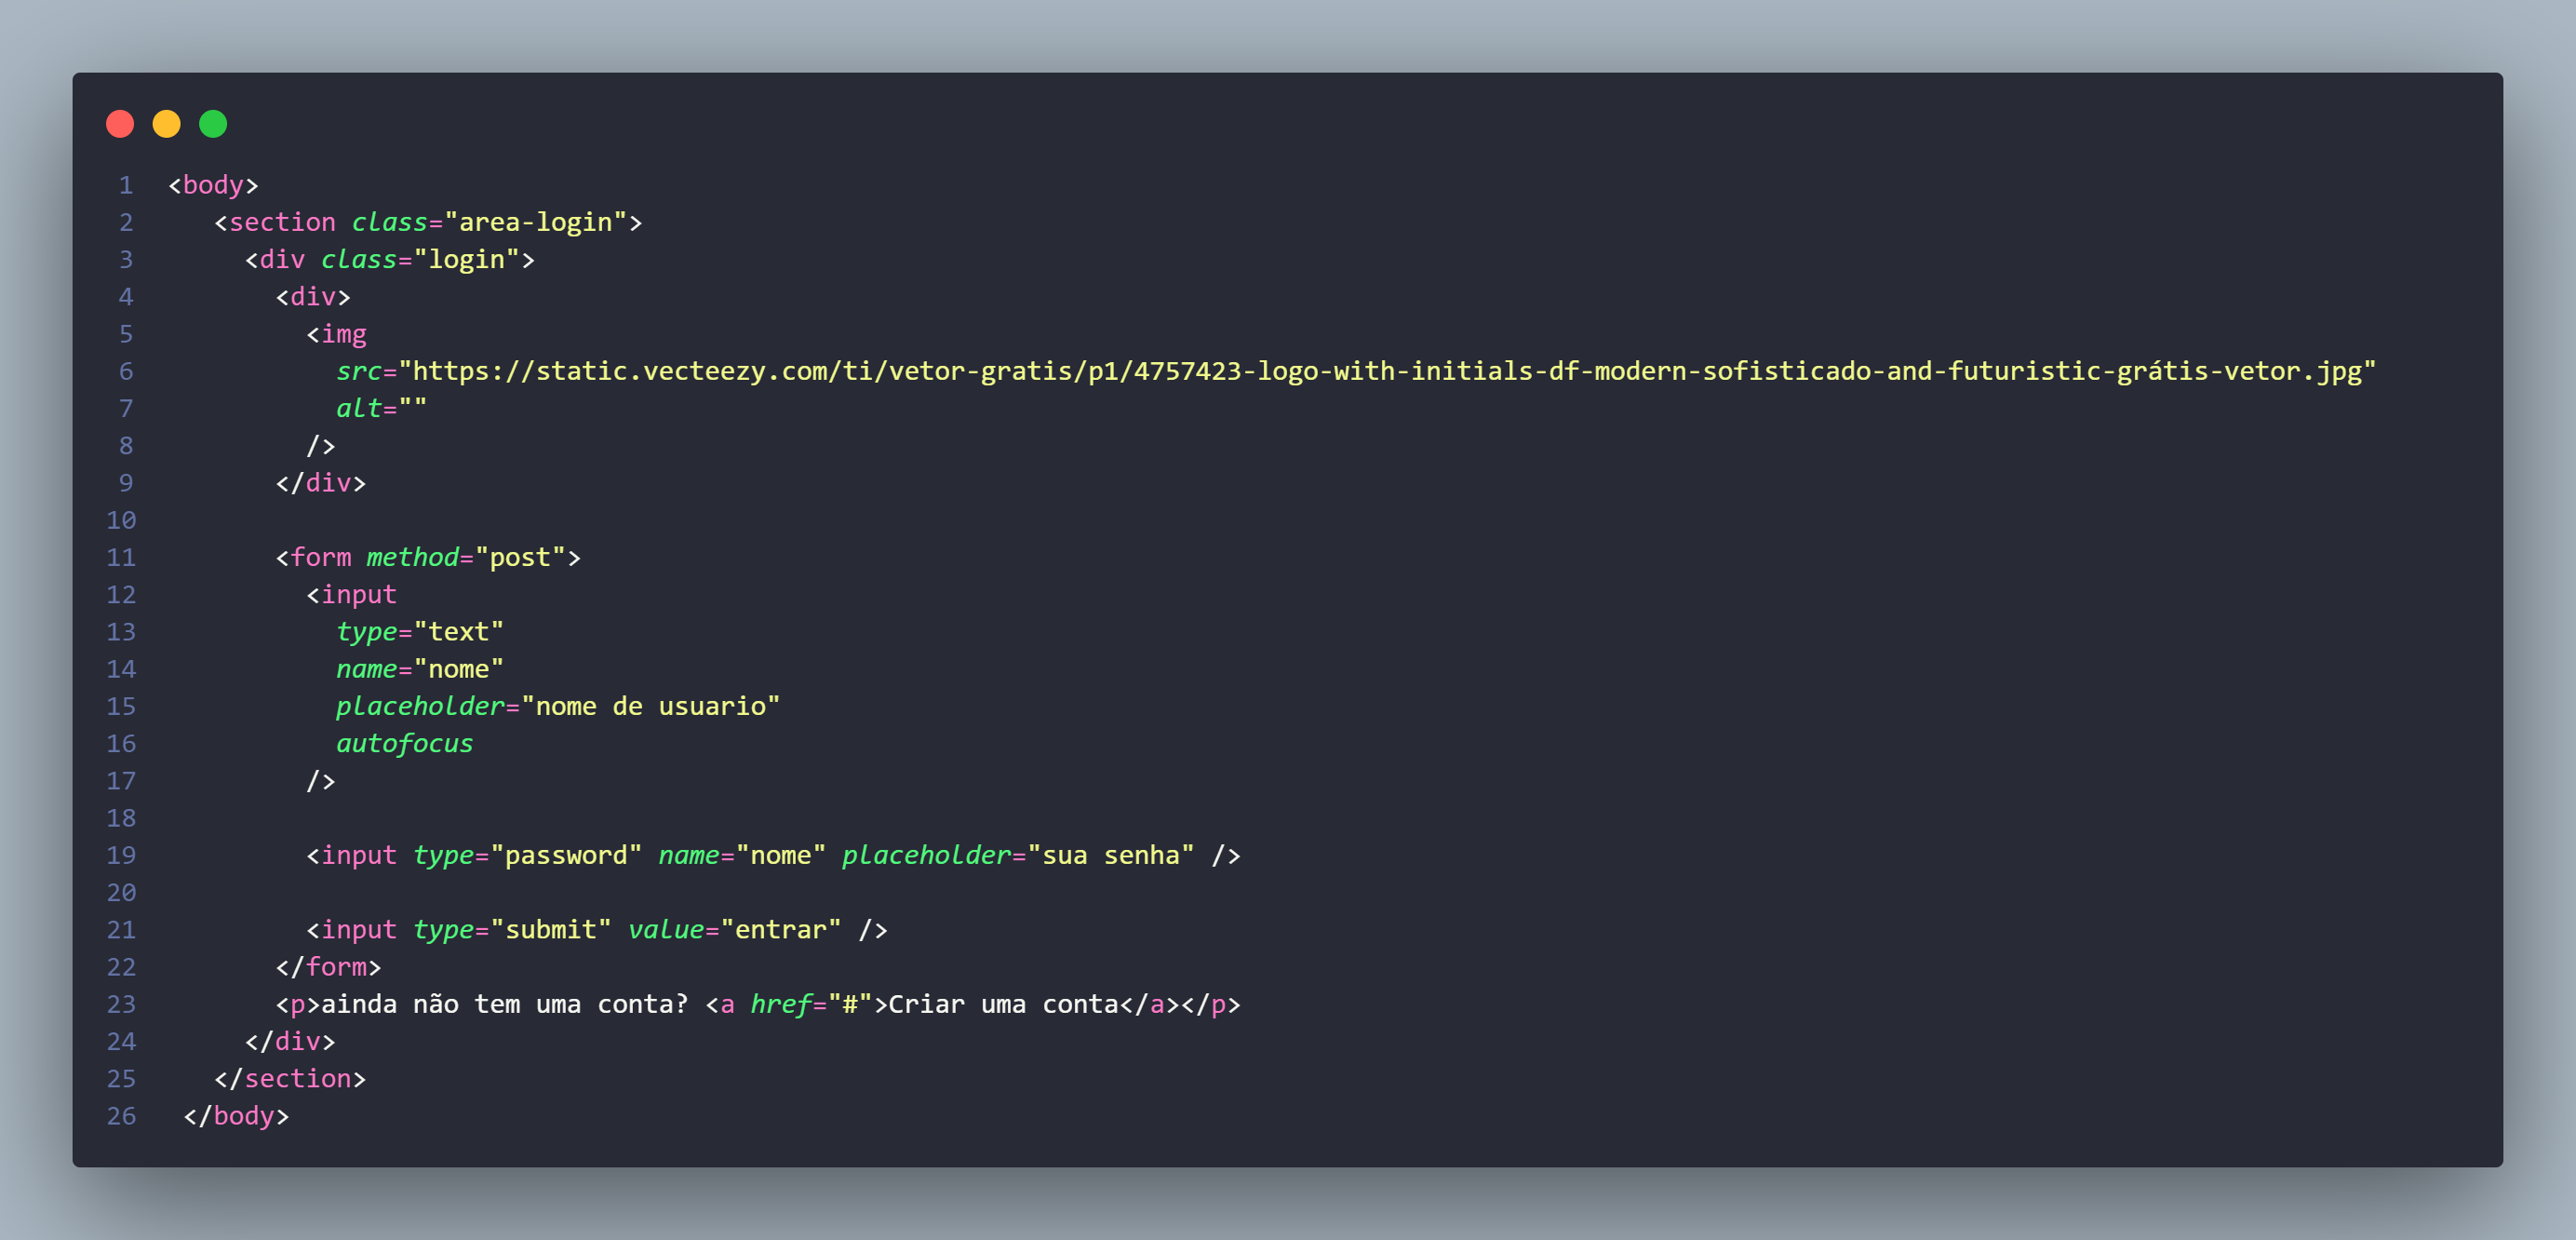 1 <body>
2 <section class="area-login">
3 <div class="login">
4 <div>
5 <img
6 src="https://static.vecteezy.com/ti/vetor-gratis/p1/4757423-logo-with-initials-df-modern-sofisticado-and-futuristic-grátis-vetor.jpg"
7 alt=""
8 />
9 </div>
10
11 <form method="post">
12 <input
13 type="text"
14 name="nome"
15 placeholder="nome de usuario"
16 autofocus
17 />
18
19 <input type="password" name="nome" placeholder="sua senha" />
20
21 <input type="submit" value="entrar" />
22 </form>
23 <p>ainda não tem uma conta? <a href="#">Criar uma conta</a></p>
24 </div>
25 </section>
26 </body>